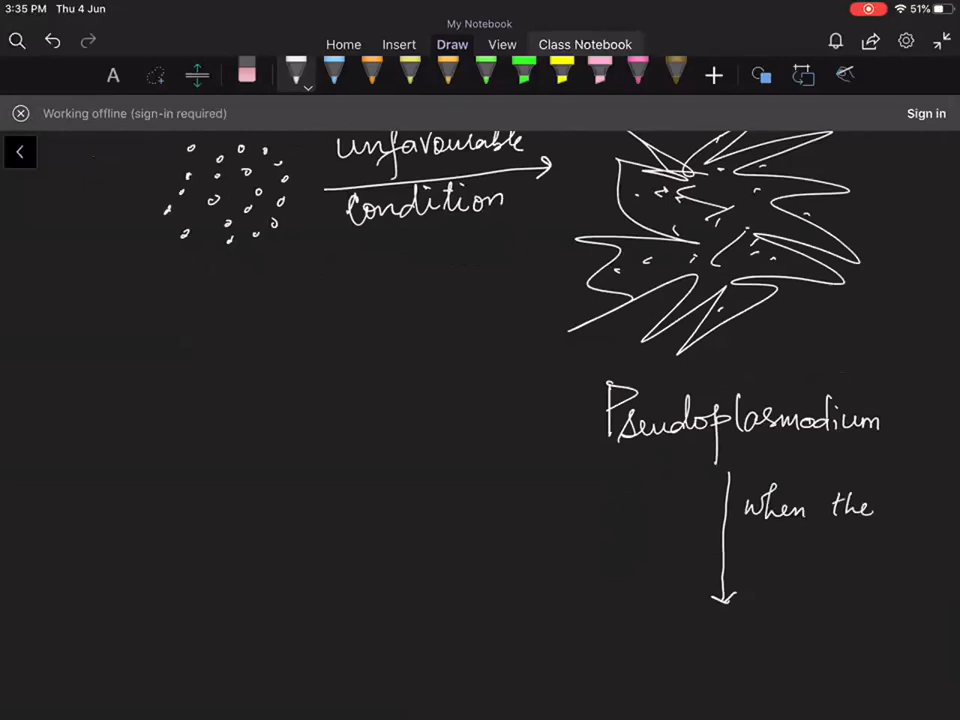 3:35 PM Thu 4 Jun
51%
My Notebook
Home Insert Draw View Class Notebook
A
Working offline (sign-in required)
Sign in
unfavourable
condition
Pseudoplasmodium
when the